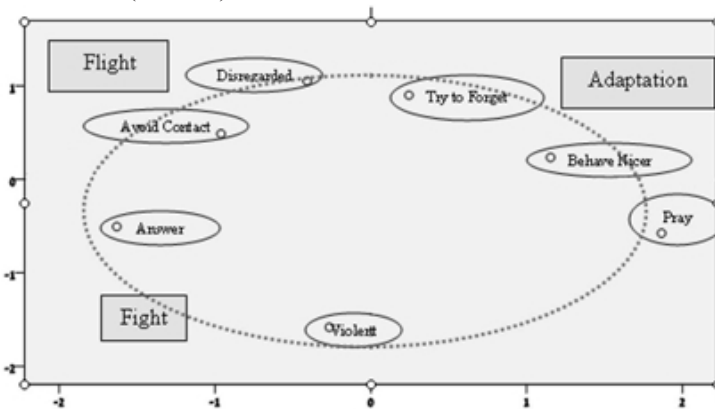 Flight
Disregarded
Adaptation
Try to Forget
Avoid Contact
Behave Nicer
Pray
Answer
Fight
Violent
1
0
-1
-2
-2
-1
0
1
2